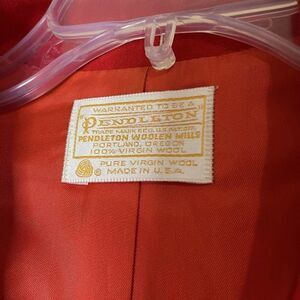 WARRANTED TO BE A
"PENDLETON"
TRADE MARK REG. U.S. PAT. OFF.
PENDLETON WOOLEN MILLS
PORTLAND, OREGON
100% VIRGIN WOOL
PURE VIRGIN WOOL
MADE IN U.S.A.